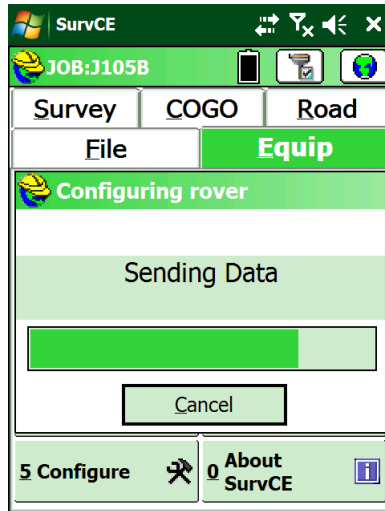 SurvCE
JOB:J105B
Survey COGO Road
File Equip
Configuring rover
Sending Data
Cancel
5 Configure 0 About
SurvCE